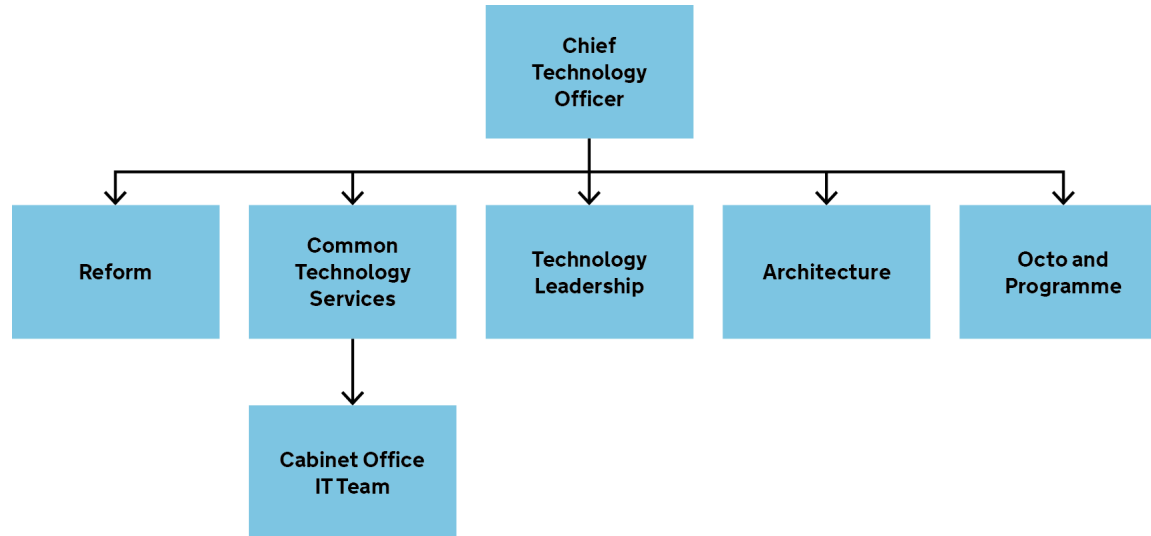 Chief
Technology
Officer
Reform
Common
Technology
Services
Technology
Leadership
Architecture
Octo and
Programme
Cabinet Office
IT Team